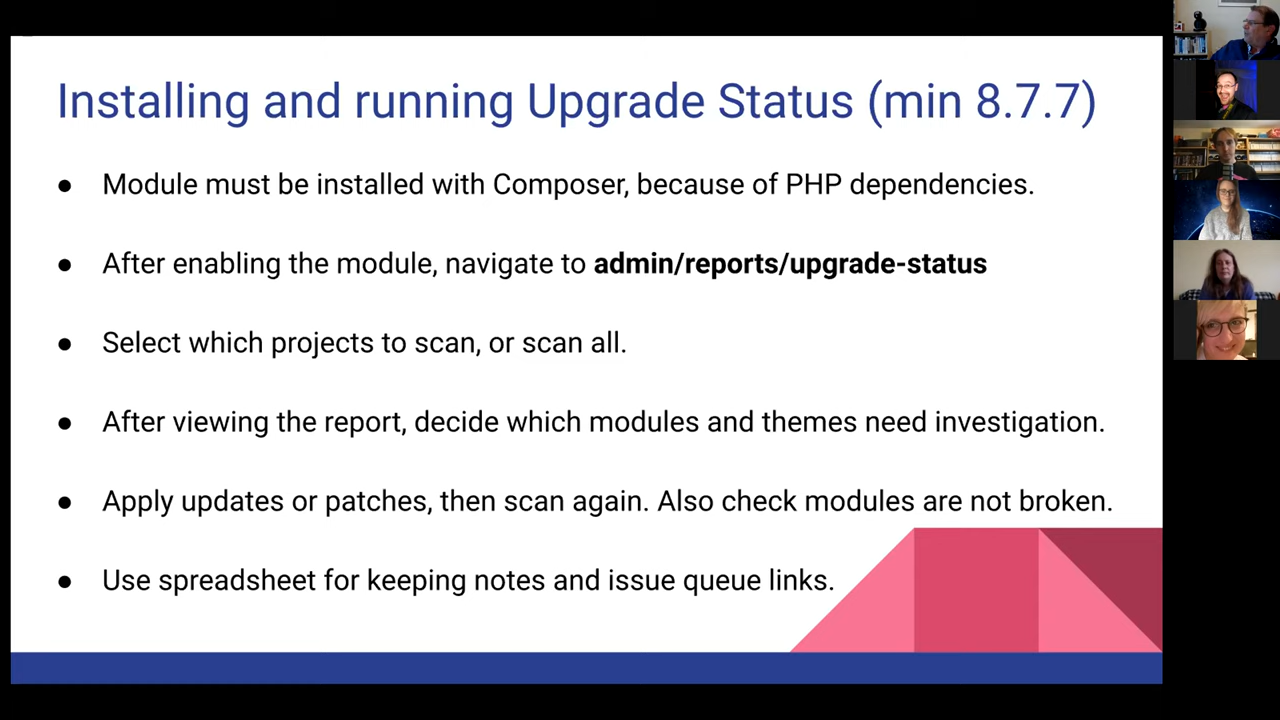 Installing and running Upgrade Status (min 8.7.7)
● Module must be installed with Composer, because of PHP dependencies.
● After enabling the module, navigate to admin/reports/upgrade-status
● Select which projects to scan, or scan all.
● After viewing the report, decide which modules and themes need investigation.
● Apply updates or patches, then scan again. Also check modules are not broken.
● Use spreadsheet for keeping notes and issue queue links.